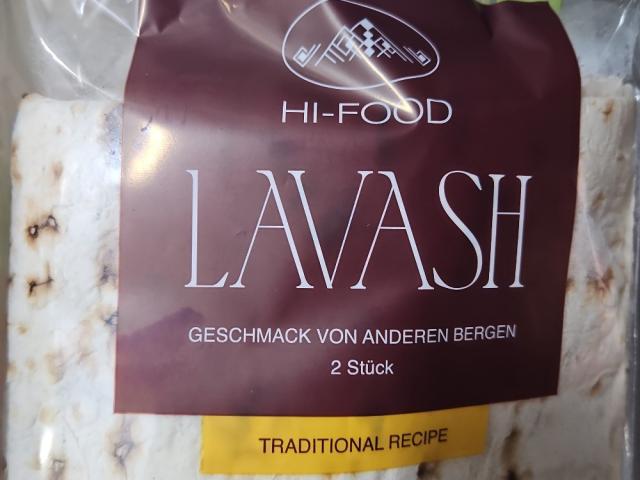 HI-FOOD
LAVASH
GESCHMACK VON ANDEREN BERGEN
2 Stück
TRADITIONAL RECIPE